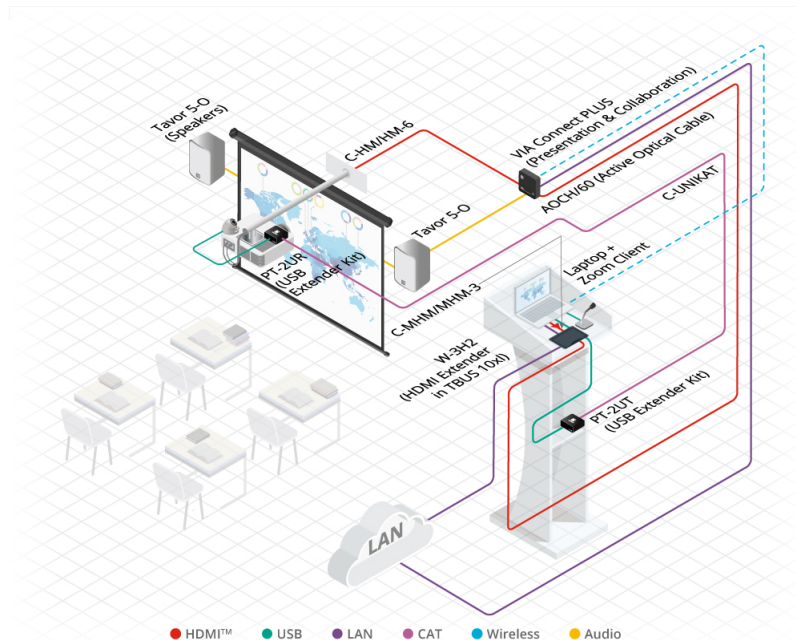 Tavor 5-O
(Speakers)
C-HM/HM-6
VIA Connect PLUS
(Presentation & Collaboration)
AOCH/60 (Active Optical Cable)
C-UNIKAT
Tavor 5-O
PT-2UR
(USB
Extender Kit)
C-MHM/MHM-3
Laptop +
Zoom Client
W-3H2
(HDMI Extender
in TBUS 10xl)
PT-2UT
(USB Extender Kit)
LAN
HDMI™
USB
LAN
CAT
Wireless
Audio